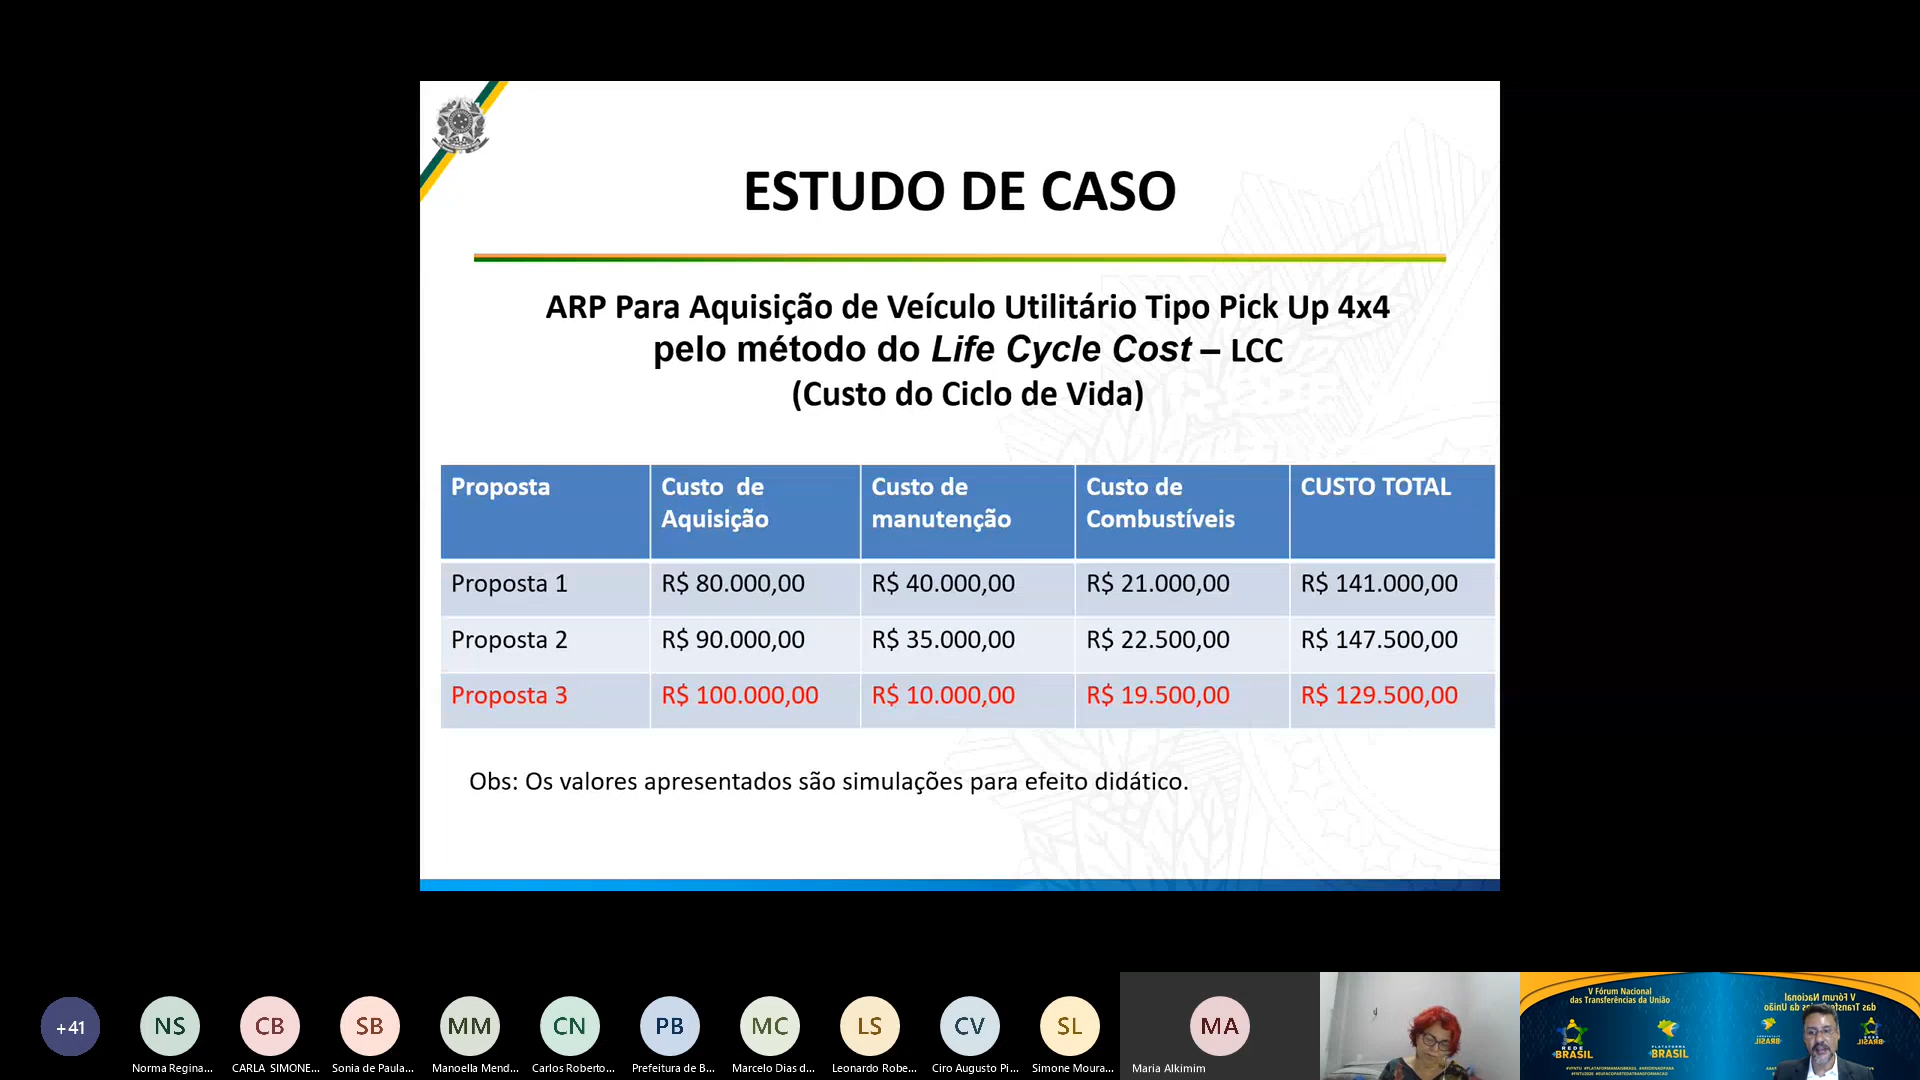 ESTUDO DE CASO
ARP Para Aquisição de Veículo Utilitário Tipo Pick Up 4x4
pelo método do Life Cycle Cost – LCC
(Custo do Ciclo de Vida)
Proposta Custo de Aquisição Custo de manutenção Custo de Combustíveis CUSTO TOTAL
Proposta 1 R$ 80.000,00 R$ 40.000,00 R$ 21.000,00 R$ 141.000,00
Proposta 2 R$ 90.000,00 R$ 35.000,00 R$ 22.500,00 R$ 147.500,00
Proposta 3 R$ 100.000,00 R$ 10.000,00 R$ 19.500,00 R$ 129.500,00
Obs: Os valores apresentados são simulações para efeito didático.
+41
NS
CB
SB
MM
CN
PB
MC
LS
CV
SL
MA
Norma Regina...
CARLA SIMONE...
Sonia de Paula...
Manoella Mend...
Carlos Roberto...
Prefeitura de B...
Marcelo Dias d...
Leonardo Robe...
Ciro Augusto Pi...
Simone Moura...
Maria Alkimim
V Fórum Nacional
das Transferências da União
REDE
BRASIL
PLATAFORMA
+BRASIL
V Fórum Nacional
das Transferências da União